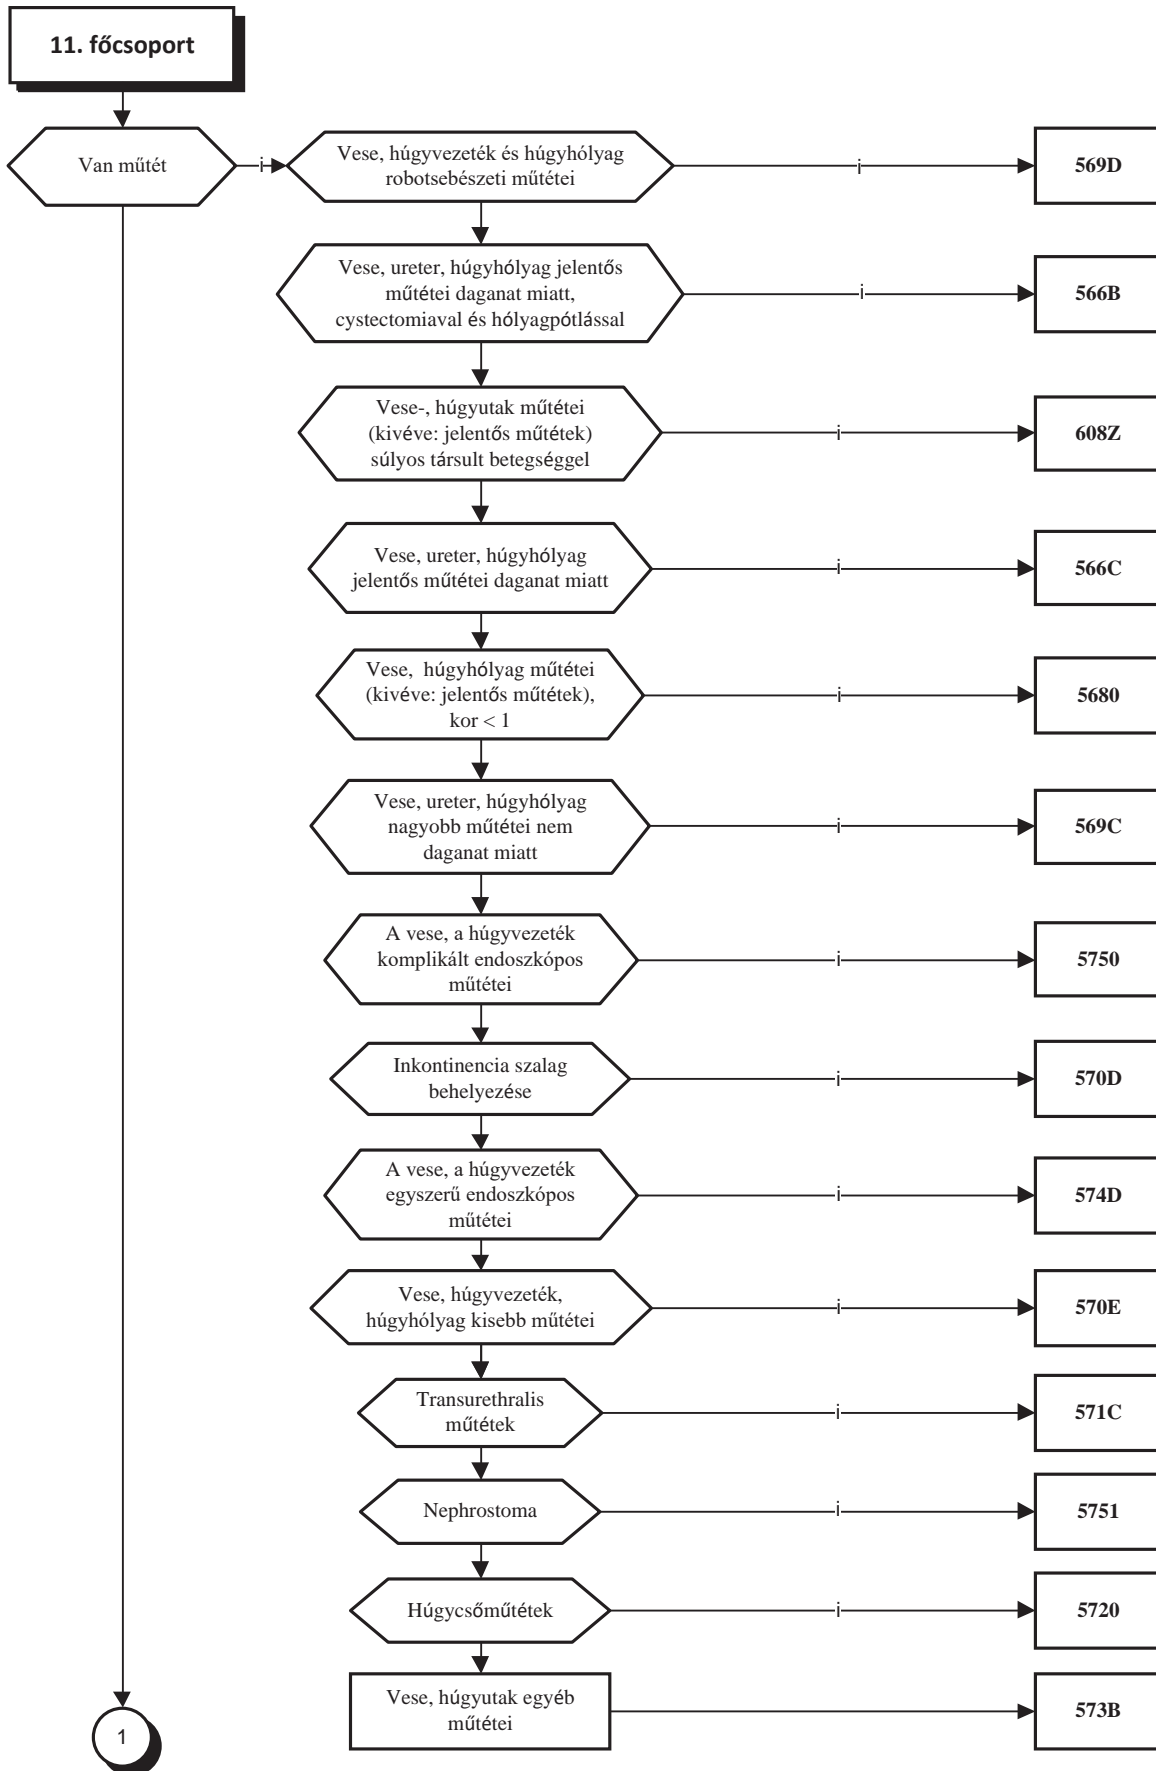 11. főcsoport
Van műtét
i
Vese, húgyvezeték és húgyhólyag
robotsebészeti műtétei
i
569D
Vese, ureter, húgyhólyag jelentős
műtétei daganat miatt,
cystectomiaval és hólyagpótlással
i
566B
Vese-, húgyutak műtétei
(kivéve: jelentős műtétek)
súlyos társult betegséggel
i
608Z
Vese, ureter, húgyhólyag
jelentős műtétei daganat miatt
i
566C
Vese, húgyhólyag műtétei
(kivéve: jelentős műtétek),
kor < 1
i
5680
Vese, ureter, húgyhólyag
nagyobb műtétei nem
daganat miatt
i
569C
A vese, a húgyvezeték
komplikált endoszkópos
műtétei
i
5750
Inkontinencia szalag
behelyezése
i
570D
A vese, a húgyvezeték
egyszerű endoszkópos
műtétei
i
574D
Vese, húgyvezeték,
húgyhólyag kisebb műtétei
i
570E
Transurethralis
műtétek
i
571C
Nephrostoma
i
5751
Húgycsőműtétek
i
5720
Vese, húgyutak egyéb
műtétei
573B
1